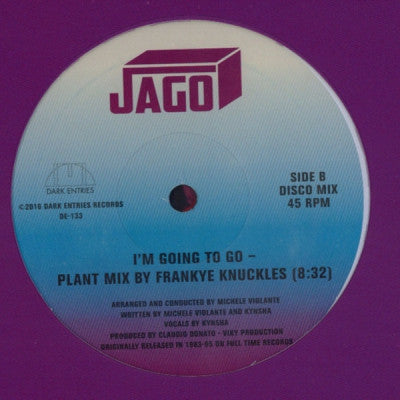 JAGO
DARK ENTRIES
©2016 DARK ENTRIES RECORDS
DE-133
SIDE B
DISCO MIX
45 RPM
I'M GOING TO GO –
PLANT MIX BY FRANKYE KNUCKLES (8:32)
ARRANGED AND CONDUCTED BY MICHELE VIOLANTE
WRITTEN BY MICHELE VIOLANTE AND KYNSHA
VOCALS BY KYNSHA
PRODUCED BY CLAUDIO DONATO - VIKY PRODUCTION
ORIGINALLY RELEASED IN 1983-85 ON FULL TIME RECORDS